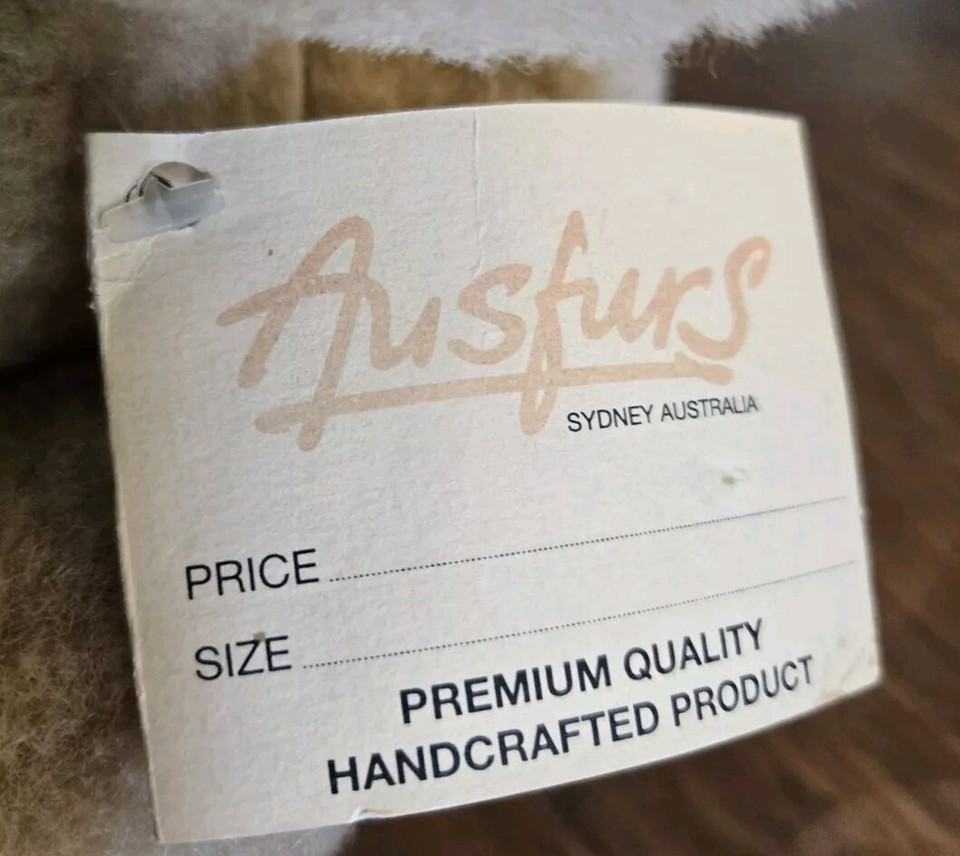 Ausfurs
SYDNEY AUSTRALIA
PRICE
SIZE
PREMIUM QUALITY
HANDCRAFTED PRODUCT